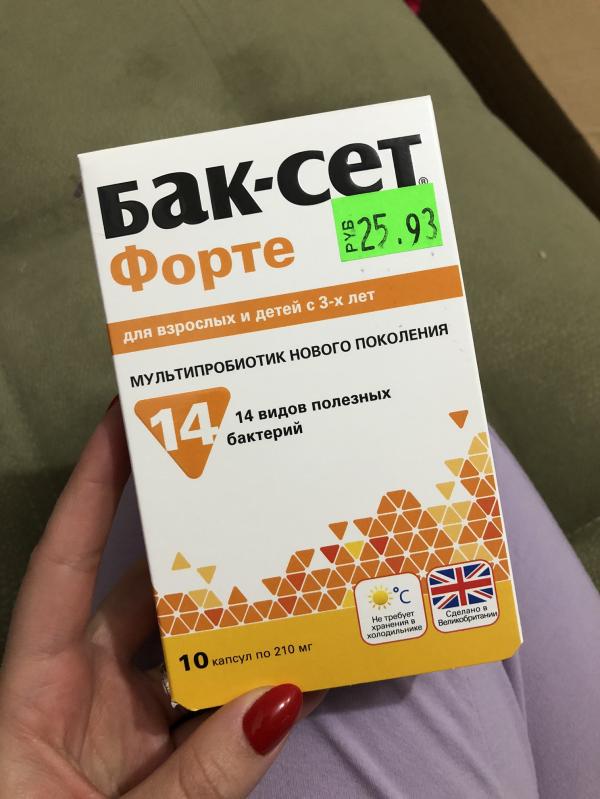 Бак-сет®
РУБ 25.93
Форте
для взрослых и детей с 3-х лет
МУЛЬТИПРОБИОТИК НОВОГО ПОКОЛЕНИЯ
14
14 видов полезных
бактерий
°C
Не требует
хранения в
холодильнике
Сделано в
Великобритании
10 капсул по 210 мг